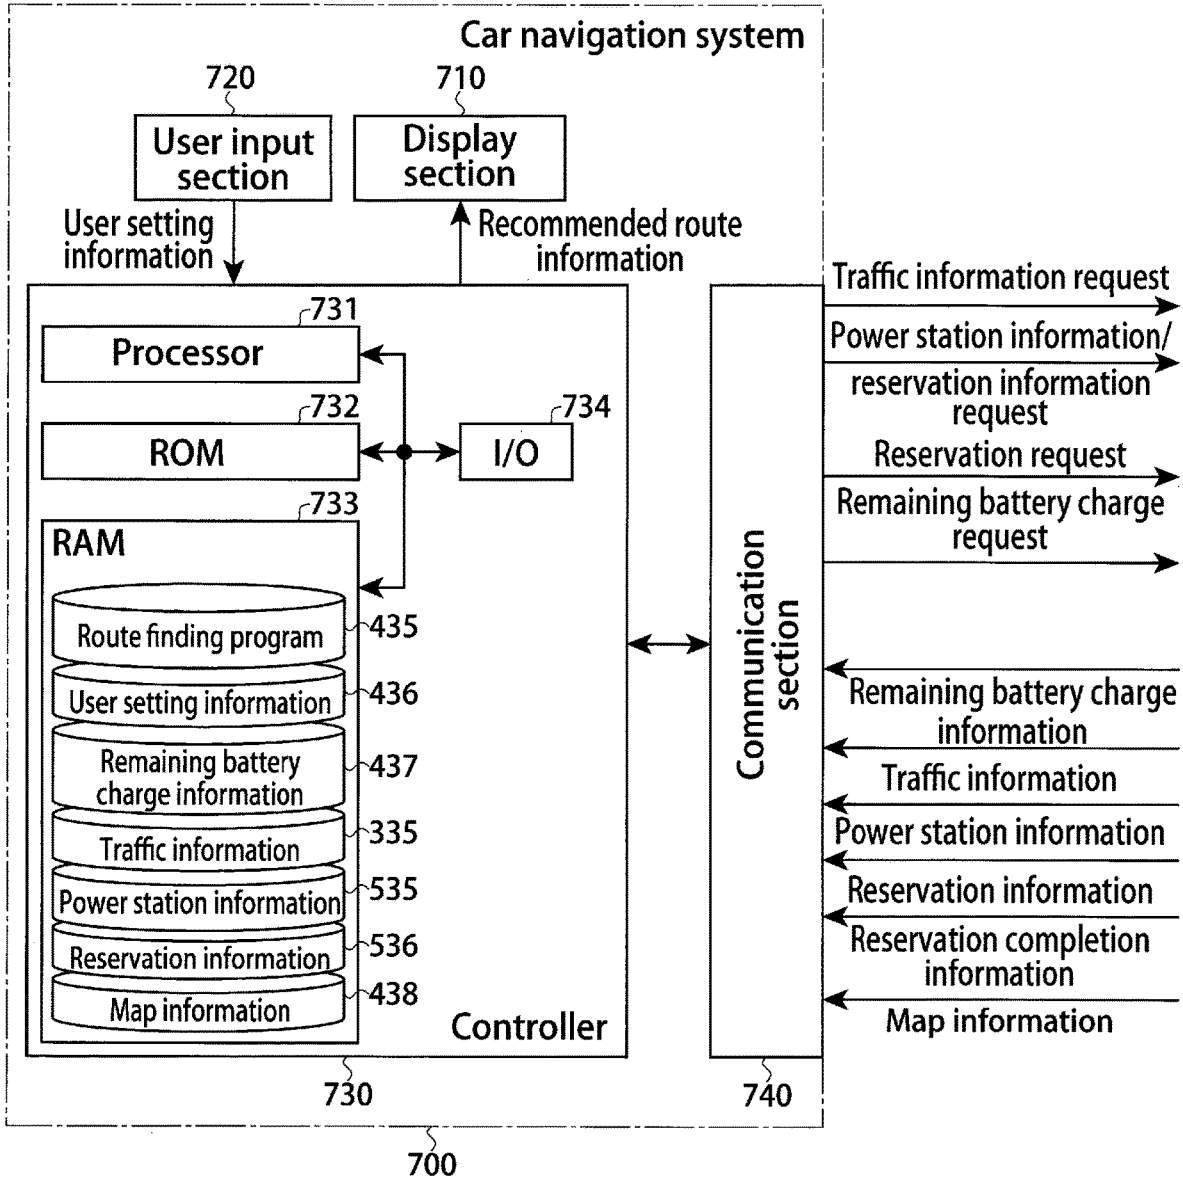 Car navigation system
720
710
User input
section
Display
section
User setting
information
Recommended route
information
731
Processor
732
ROM
734
I/O
733
RAM
Route finding program
435
User setting information
436
Remaining battery
charge information
437
Traffic information
335
Power station information
535
Reservation information
536
Map information
438
Controller
730
Communication
section
740
700
Traffic information request
Power station information/
reservation information
request
Reservation request
Remaining battery charge
request
Remaining battery charge
information
Traffic information
Power station information
Reservation information
Reservation completion
information
Map information